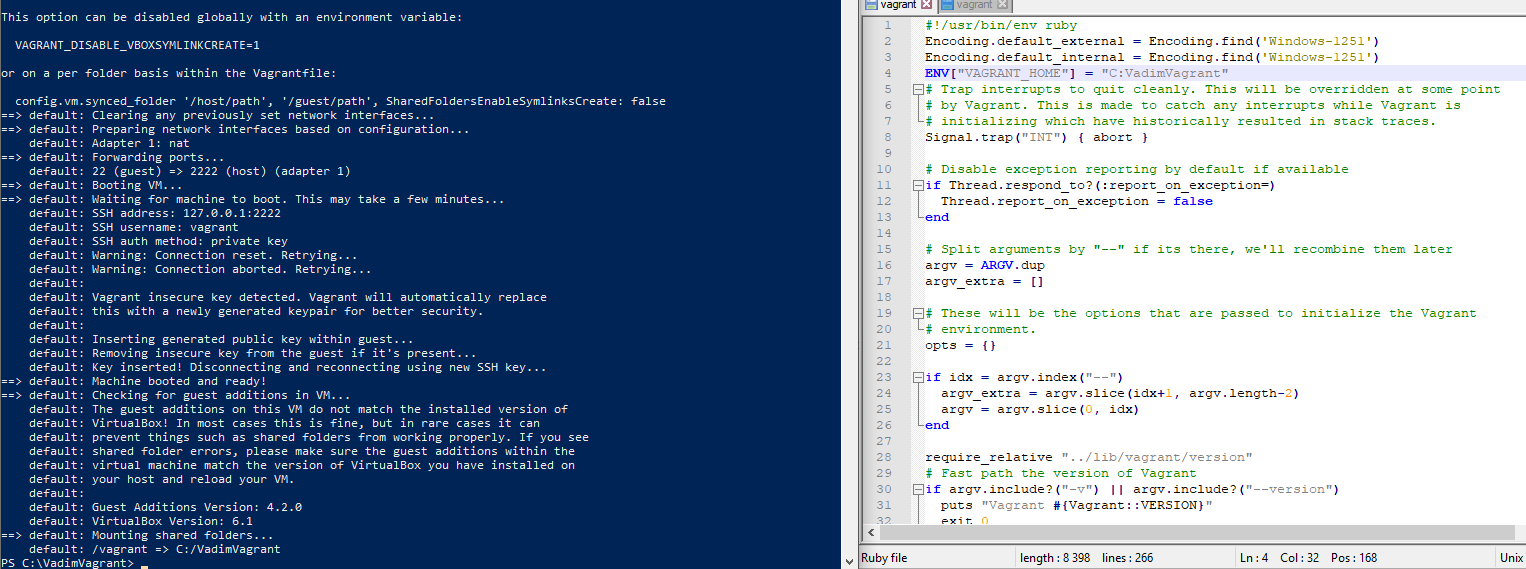 This option can be disabled globally with an environment variable:
VAGRANT_DISABLE_VBOXSYMLINKCREATE=1
or on a per folder basis within the Vagrantfile:
config.vm.synced_folder '/host/path', '/guest/path', SharedFoldersEnableSymlinksCreate: false
==> default: Clearing any previously set network interfaces...
==> default: Preparing network interfaces based on configuration...
default: Adapter 1: nat
==> default: Forwarding ports...
default: 22 (guest) => 2222 (host) (adapter 1)
==> default: Booting VM...
==> default: Waiting for machine to boot. This may take a few minutes...
default: SSH address: 127.0.0.1:2222
default: SSH username: vagrant
default: SSH auth method: private key
default: Warning: Connection reset. Retrying...
default: Warning: Connection aborted. Retrying...
default:
default: Vagrant insecure key detected. Vagrant will automatically replace
default: this with a newly generated keypair for better security.
default:
default: Inserting generated public key within guest...
default: Removing insecure key from the guest if it's present...
default: Key inserted! Disconnecting and reconnecting using new SSH key...
==> default: Machine booted and ready!
==> default: Checking for guest additions in VM...
default: The guest additions on this VM do not match the installed version of
default: VirtualBox! In most cases this is fine, but in rare cases it can
default: prevent things such as shared folders from working properly. If you see
default: shared folder errors, please make sure the guest additions within the
default: virtual machine match the version of VirtualBox you have installed on
default: your host and reload your VM.
default:
default: Guest Additions Version: 4.2.0
default: VirtualBox Version: 6.1
==> default: Mounting shared folders...
default: /vagrant => C:/VadimVagrant
PS C:\VadimVagrant>
vagrant vagrant
1 #!/usr/bin/env ruby
2 Encoding.default_external = Encoding.find('Windows-1251')
3 Encoding.default_internal = Encoding.find('Windows-1251')
4 ENV["VAGRANT_HOME"] = "C:VadimVagrant"
5 # Trap interrupts to quit cleanly. This will be overridden at some point
6 # by Vagrant. This is made to catch any interrupts while Vagrant is
7 # initializing which have historically resulted in stack traces.
8 Signal.trap("INT") { abort }
9
10 # Disable exception reporting by default if available
11 if Thread.respond_to?(:report_on_exception=)
12 Thread.report_on_exception = false
13 end
14
15 # Split arguments by "--" if its there, we'll recombine them later
16 argv = ARGV.dup
17 argv_extra = []
18
19 # These will be the options that are passed to initialize the Vagrant
20 # environment.
21 opts = {}
22
23 if idx = argv.index("--")
24 argv_extra = argv.slice(idx+1, argv.length-2)
25 argv = argv.slice(0, idx)
26 end
27
28 require_relative "../lib/vagrant/version"
29 # Fast path the version of Vagrant
30 if argv.include?("-v") || argv.include?("--version")
31 puts "Vagrant #{Vagrant::VERSION}"
32 exit 0
Ruby file length : 8 398 lines : 266 Ln : 4 Col : 32 Pos : 168 Unix